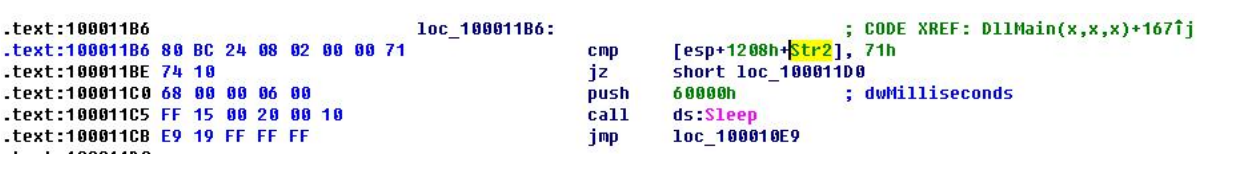 .text:100011B6 loc_100011B6: ; CODE XREF: DllMain(x,x,x)+167↑j
.text:100011B6 80 BC 24 08 02 00 00 71 cmp [esp+1208h+Str2], 71h
.text:100011BE 74 10 jz short loc_100011D0
.text:100011C0 68 00 00 06 00 push 60000h ; dwMilliseconds
.text:100011C5 FF 15 00 20 00 10 call ds:Sleep
.text:100011CB E9 19 FF FF FF jmp loc_100010E9